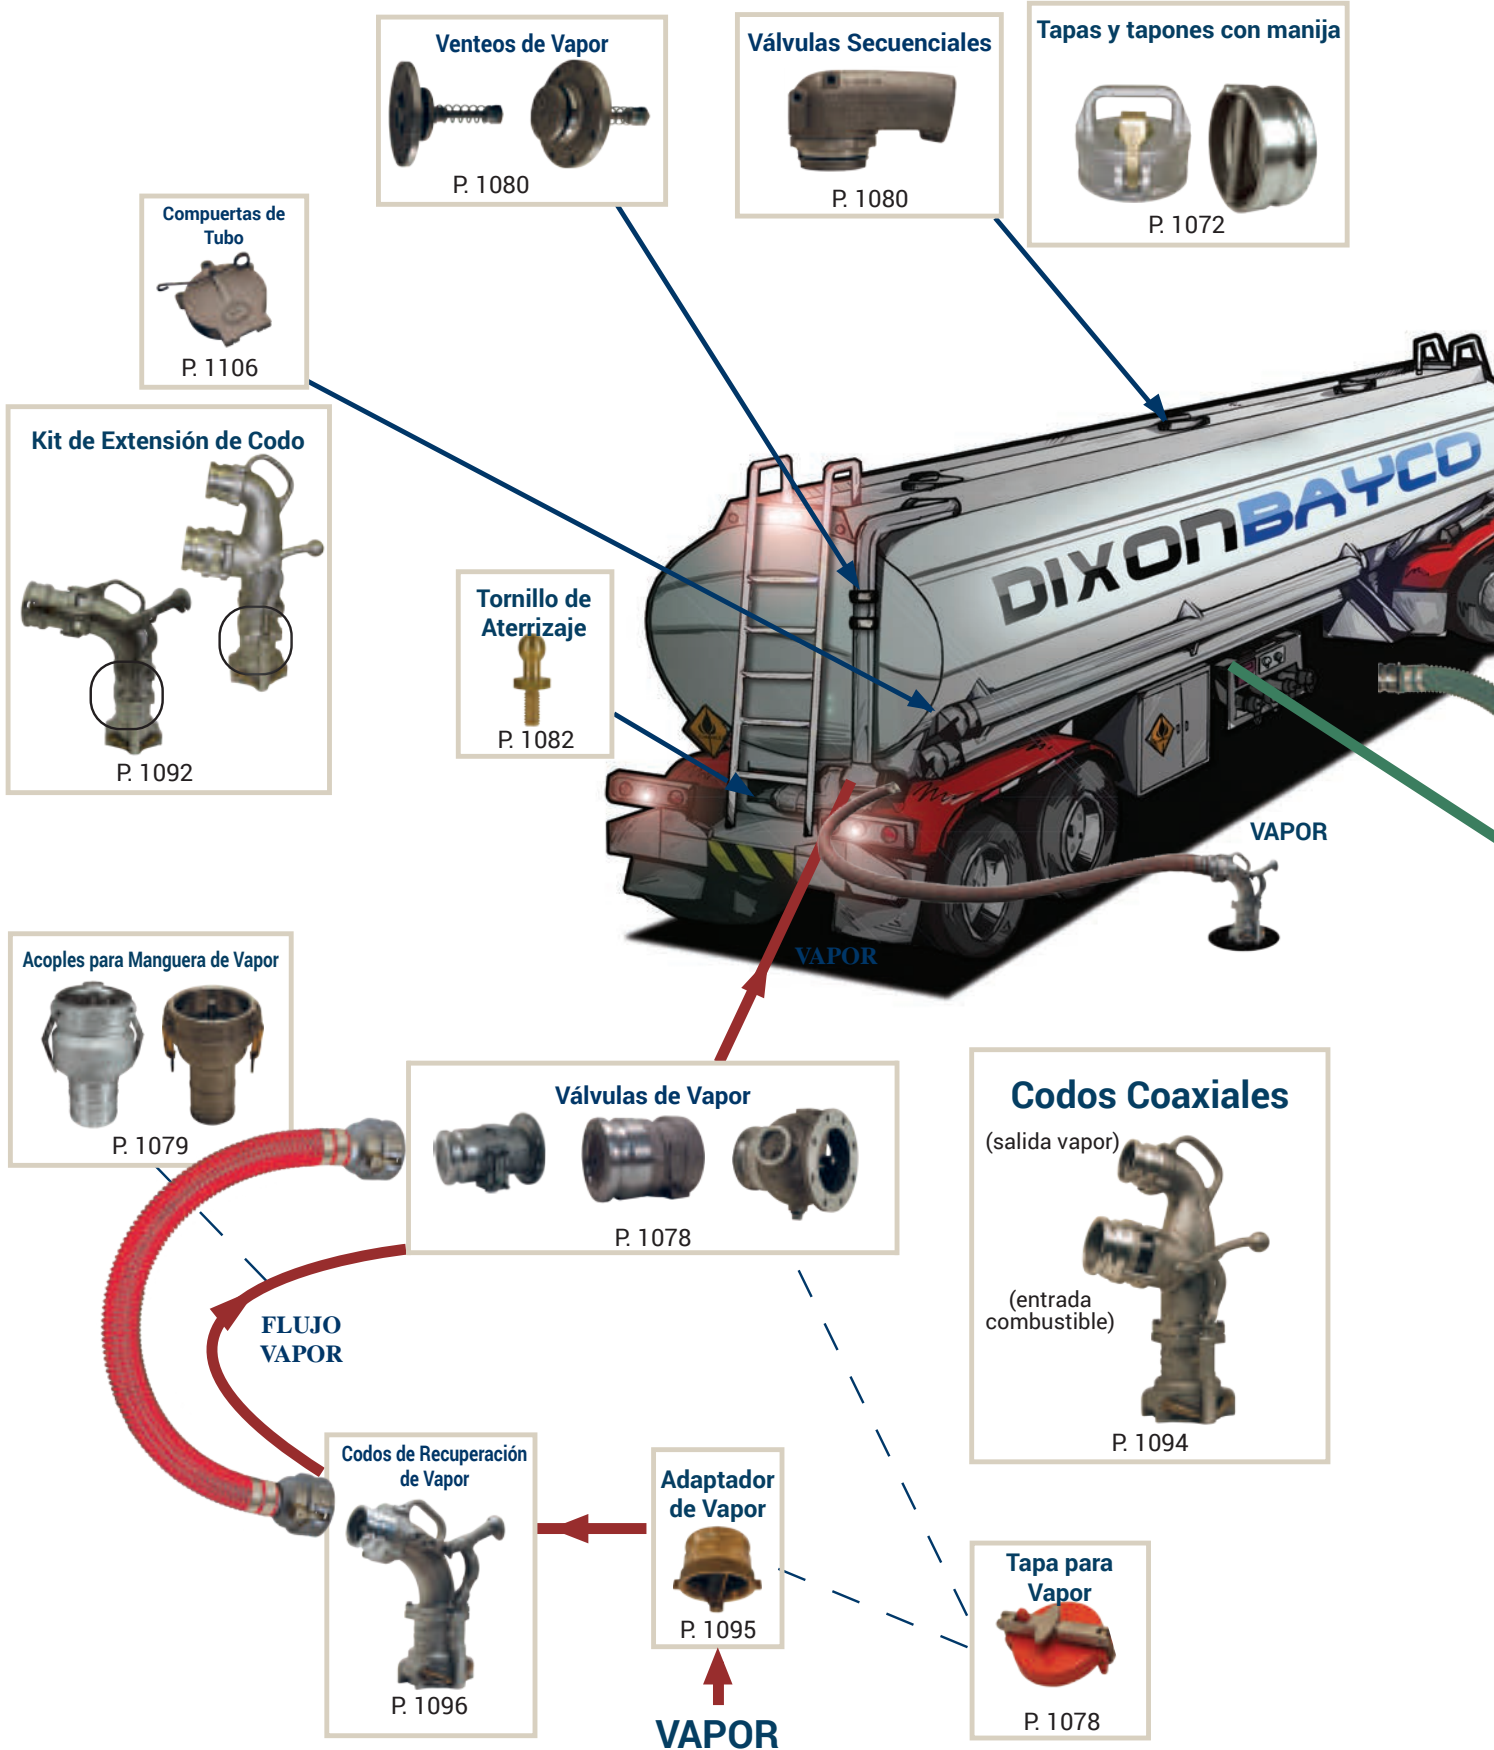 Venteos de Vapor
P. 1080
Válvulas Secuenciales
P. 1080
Tapas y tapones con manija
P. 1072
Compuertas de
Tubo
P. 1106
Kit de Extensión de Codo
P. 1092
Tornillo de
Aterrizaje
P. 1082
DIXONBAYCO
VAPOR
VAPOR
Acoples para Manguera de Vapor
P. 1079
Válvulas de Vapor
P. 1078
Codos Coaxiales
(salida vapor)
(entrada
combustible)
P. 1094
FLUJO
VAPOR
Codos de Recuperación
de Vapor
P. 1096
Adaptador
de Vapor
P. 1095
VAPOR
Tapa para
Vapor
P. 1078